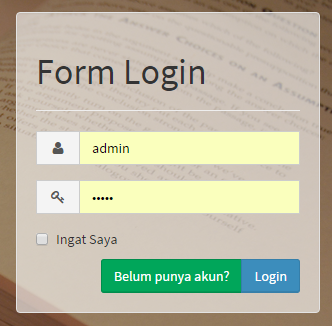 Form Login
admin
•••••
Ingat Saya
Belum punya akun? Login